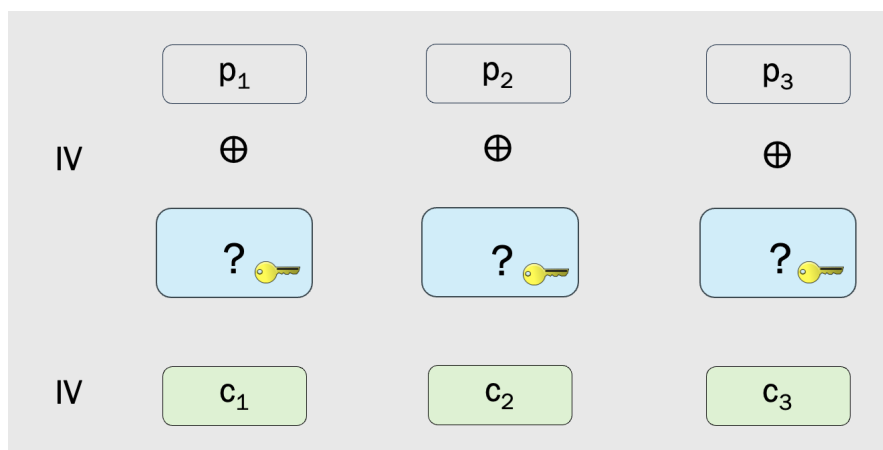 p₁ p₂ p₃
IV ⊕ ⊕ ⊕
? ? ?
IV c₁ c₂ c₃